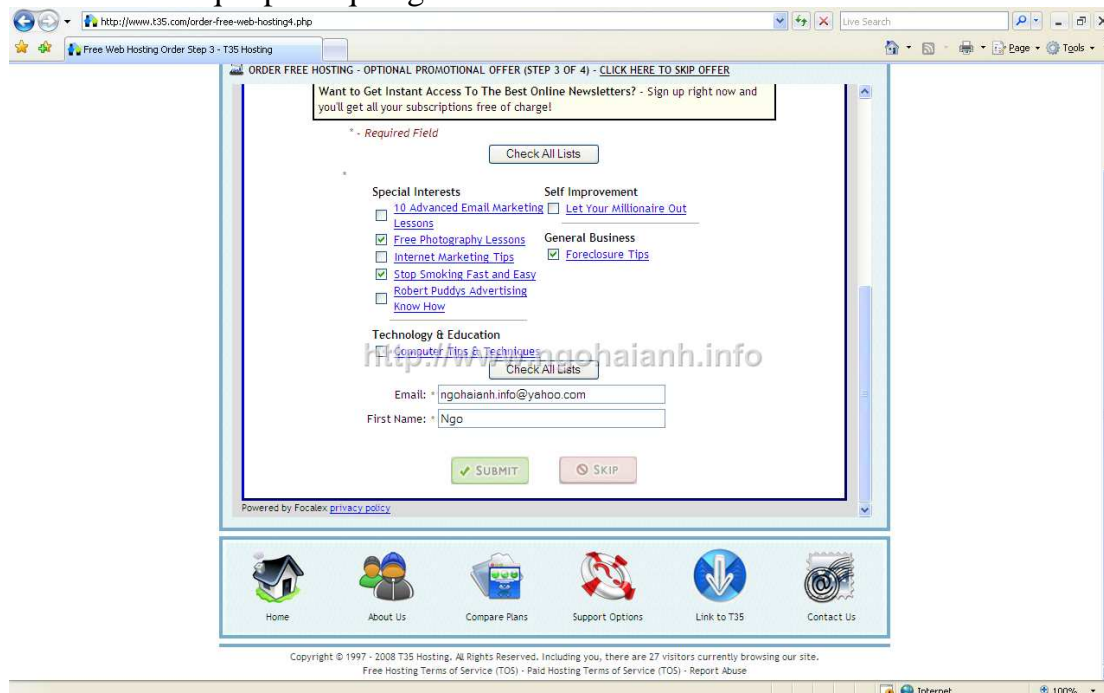 http://www.t35.com/order-free-web-hosting4.php
Live Search
Free Web Hosting Order Step 3 - T35 Hosting
Page
Tools
ORDER FREE HOSTING - OPTIONAL PROMOTIONAL OFFER (STEP 3 OF 4) - CLICK HERE TO SKIP OFFER
Want to Get Instant Access To The Best Online Newsletters? - Sign up right now and
you'll get all your subscriptions free of charge!
* - Required Field
Check All Lists
*
Special Interests
10 Advanced Email Marketing
Lessons
Free Photography Lessons
Internet Marketing Tips
Stop Smoking Fast and Easy
Robert Puddys Advertising
Know How
Self Improvement
Let Your Millionaire Out
General Business
Foreclosure Tips
Technology & Education
Computer Tips & Techniques
http://www.ngohaianh.info
Check All Lists
Email: * ngohaianh.info@yahoo.com
First Name: * Ngo
SUBMIT
SKIP
Powered by Focalex privacy policy
Home
About Us
Compare Plans
Support Options
Link to T35
Contact Us
Copyright © 1997 - 2008 T35 Hosting. All Rights Reserved. Including you, there are 27 visitors currently browsing our site.
Free Hosting Terms of Service (TOS) - Paid Hosting Terms of Service (TOS) - Report Abuse
Internet
100%